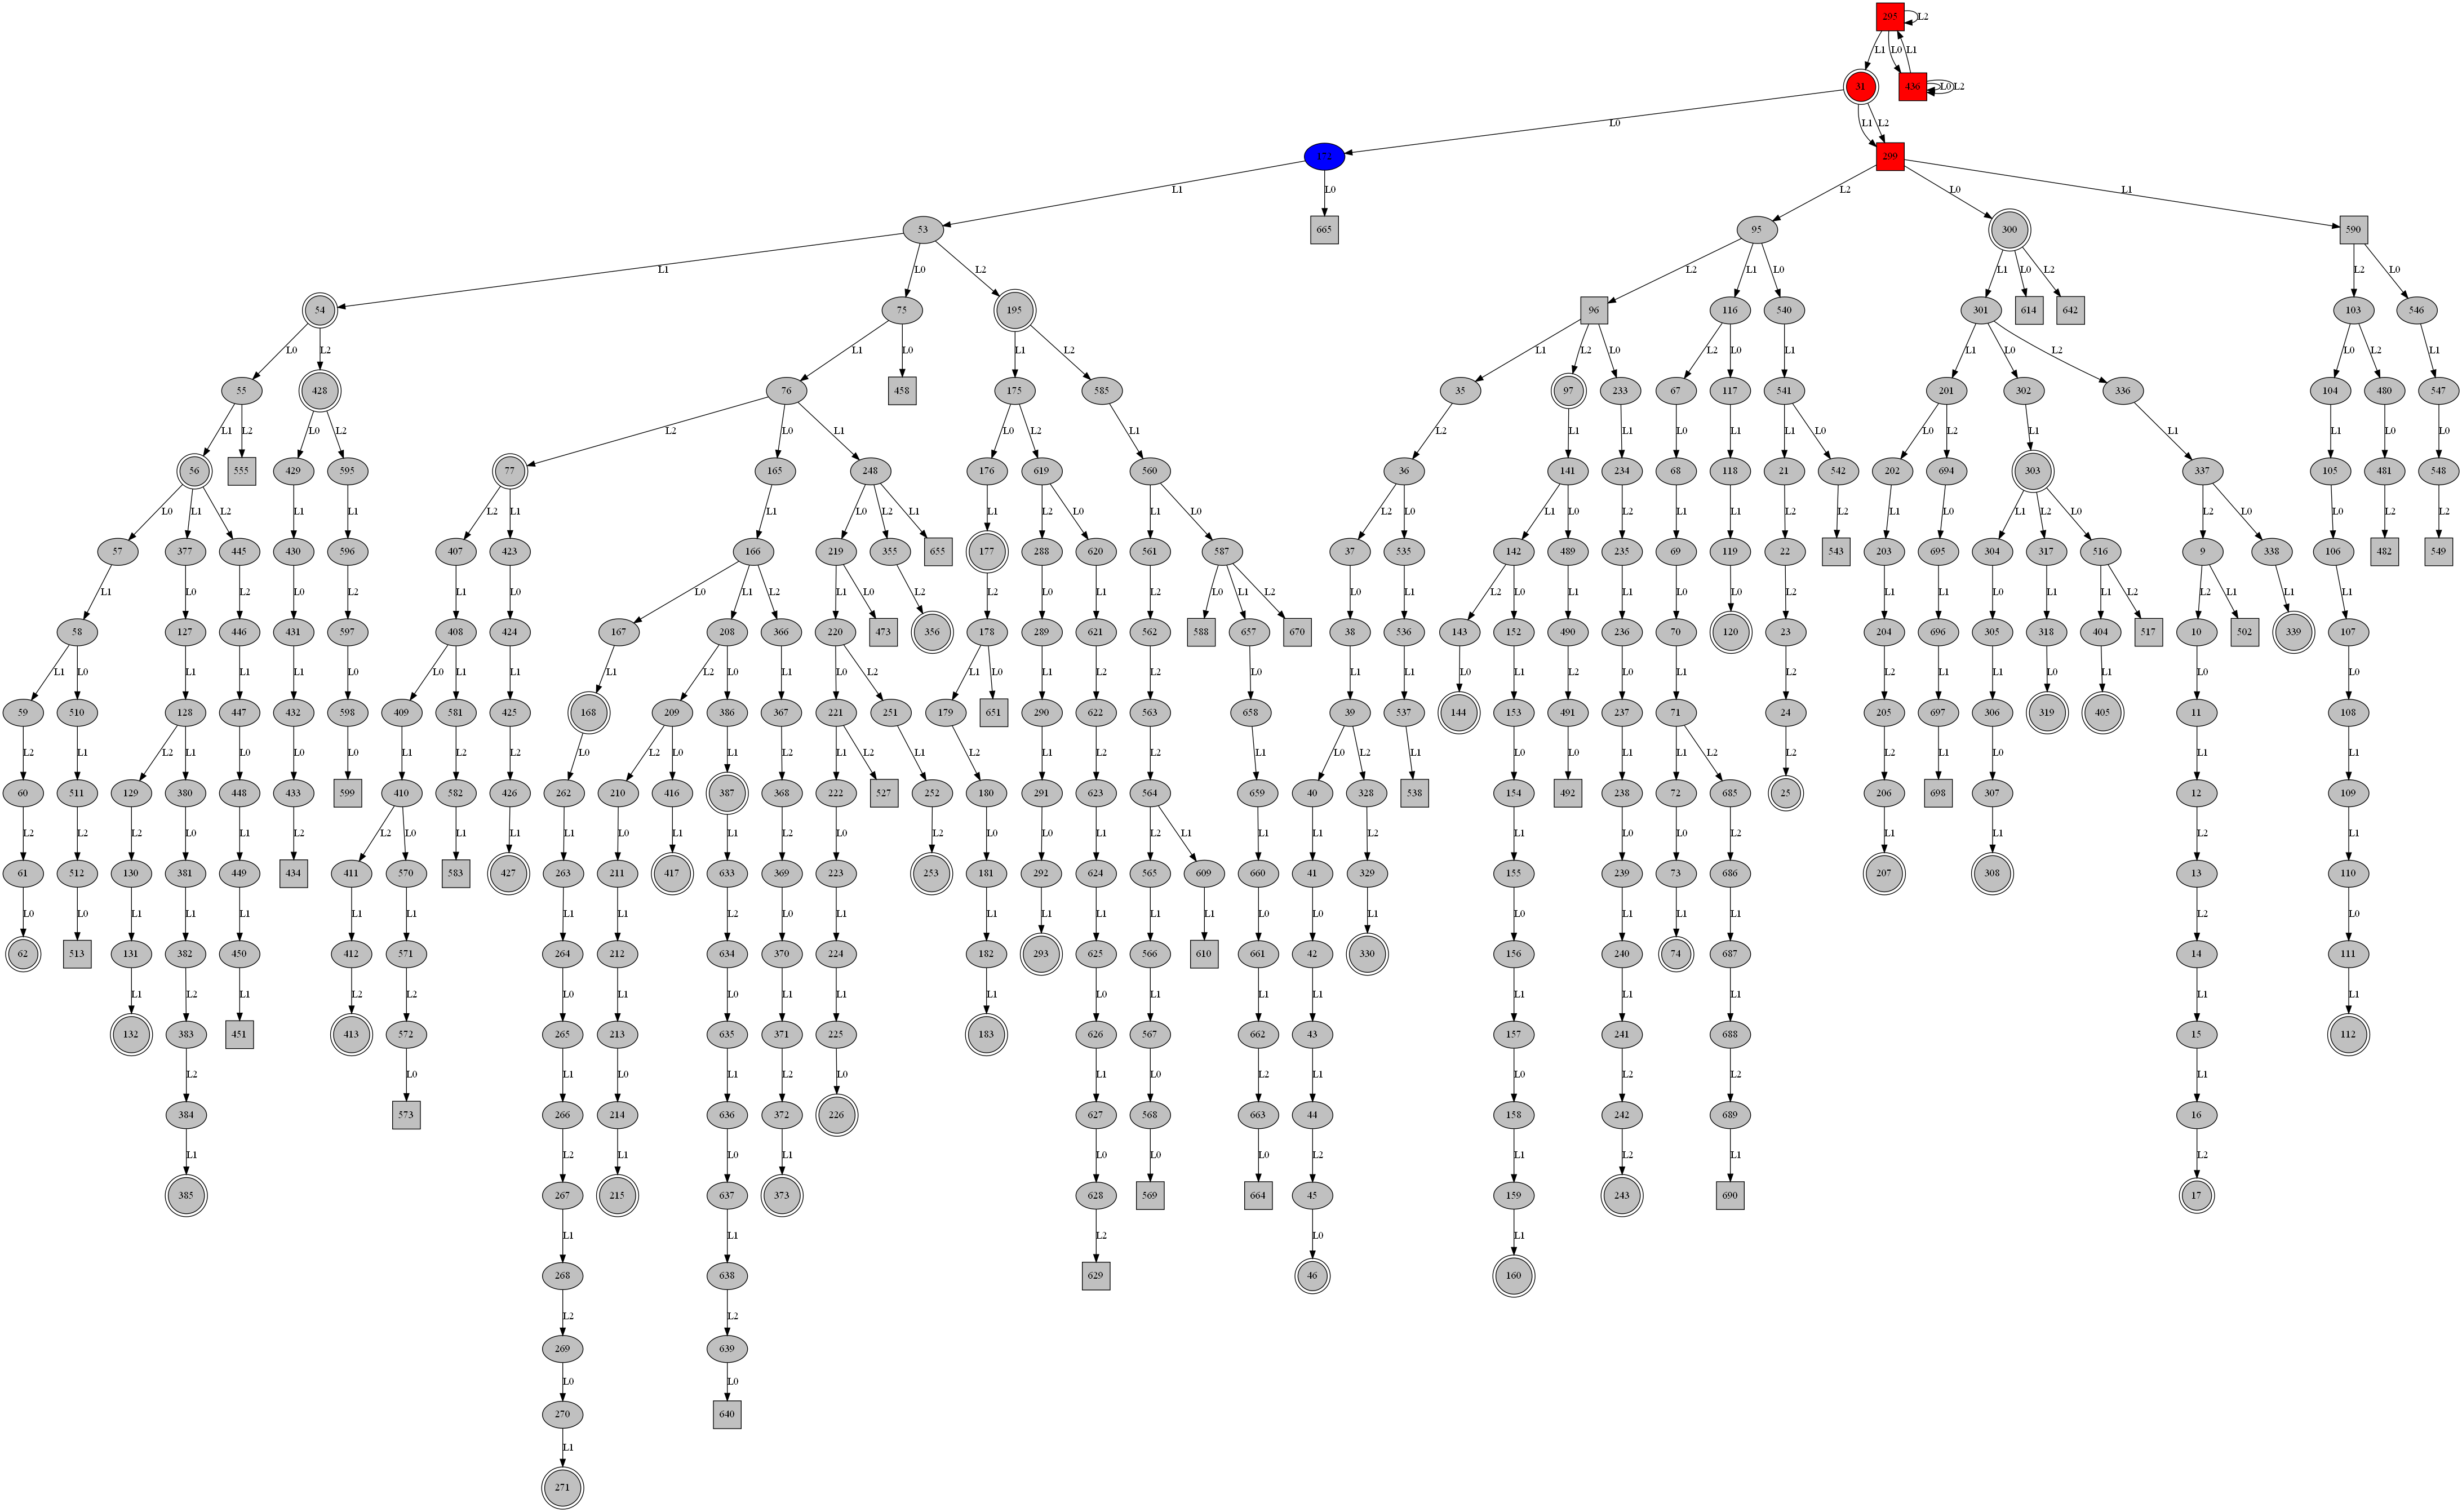 295 L2
L1 L0 L1
31 436 L0 L2
L0 L1 L2
172 299
L1 L0 L2 L0 L1
53 665 95 300 590
L1 L0 L2 L2 L1 L0 L1 L0 L2 L2 L0
54 75 195 96 116 540 301 614 642 103 546
L0 L2 L1 L0 L1 L2 L1 L2 L0 L2 L0 L1 L1 L0 L2 L0 L2 L1
55 428 76 458 175 585 35 97 233 67 117 541 201 302 336 104 480 547
L1 L2 L0 L2 L2 L0 L1 L0 L2 L1 L2 L1 L1 L0 L1 L1 L0 L0 L2 L1 L1 L1 L0 L0
56 555 429 595 77 165 248 176 619 560 36 141 234 68 118 21 542 202 694 303 337 105 481 548
L0 L1 L2 L1 L1 L2 L1 L1 L0 L2 L1 L1 L2 L0 L1 L0 L2 L0 L1 L0 L2 L1 L1 L2 L2 L1 L0 L1 L2 L0 L2 L0 L0 L2 L2
57 377 445 430 596 407 423 166 219 355 655 177 288 620 561 587 37 535 142 489 235 69 119 22 543 203 695 304 317 516 9 338 106 482 549
L1 L0 L2 L0 L2 L1 L0 L0 L1 L2 L1 L0 L2 L2 L0 L1 L2 L0 L1 L2 L0 L1 L2 L0 L1 L1 L0 L0 L2 L1 L1 L0 L1 L1 L2 L2 L1 L1 L1
58 127 446 431 597 408 424 167 208 366 220 473 356 178 289 621 562 588 657 670 38 536 143 152 490 236 70 120 23 204 696 305 318 404 517 10 502 339 107
L1 L0 L1 L1 L1 L0 L0 L1 L1 L1 L2 L0 L1 L0 L2 L1 L0 L1 L2 L2 L0 L1 L1 L0 L1 L2 L0 L1 L2 L2 L1 L1 L0 L1 L0 L0
59 510 128 447 432 598 409 581 425 168 209 386 367 221 251 179 651 290 622 563 658 39 537 144 153 491 237 71 24 205 697 306 319 405 11 108
L2 L1 L2 L1 L0 L0 L0 L1 L2 L2 L0 L2 L0 L1 L2 L1 L2 L1 L2 L1 L2 L2 L1 L0 L2 L1 L0 L0 L1 L1 L2 L2 L2 L1 L0 L1 L1
60 511 129 380 448 433 599 410 582 426 262 210 416 387 368 222 527 252 180 291 623 564 659 40 328 538 154 492 238 72 685 25 206 698 307 12 109
L2 L2 L2 L0 L1 L2 L2 L0 L1 L1 L1 L0 L1 L1 L2 L0 L2 L0 L0 L1 L2 L1 L1 L1 L2 L1 L0 L0 L2 L1 L1 L2 L1
61 512 130 381 449 434 411 570 583 427 263 211 417 633 369 223 253 181 292 624 565 609 660 41 329 155 239 73 686 207 308 13 110
L0 L0 L1 L1 L1 L1 L1 L1 L1 L2 L0 L1 L1 L1 L1 L1 L1 L0 L0 L1 L0 L1 L1 L1 L2 L0
62 513 131 382 450 412 571 264 212 634 370 224 182 293 625 566 610 661 42 330 156 240 74 687 14 111
L1 L2 L1 L2 L2 L0 L1 L0 L1 L1 L1 L0 L1 L1 L1 L1 L1 L1 L1 L1
132 383 451 413 572 265 213 635 371 225 183 626 567 662 43 157 241 688 15 112
L2 L0 L1 L0 L1 L2 L0 L1 L0 L2 L1 L0 L2 L2 L1
384 573 266 214 636 372 226 627 568 663 44 158 242 689 16
L1 L2 L1 L0 L1 L0 L0 L0 L2 L1 L2 L1 L2
385 267 215 637 373 628 569 664 45 159 243 690 17
L1 L1 L2 L0 L1
268 638 629 46 160
L2 L2
269 639
L0 L0
270 640
L1
271